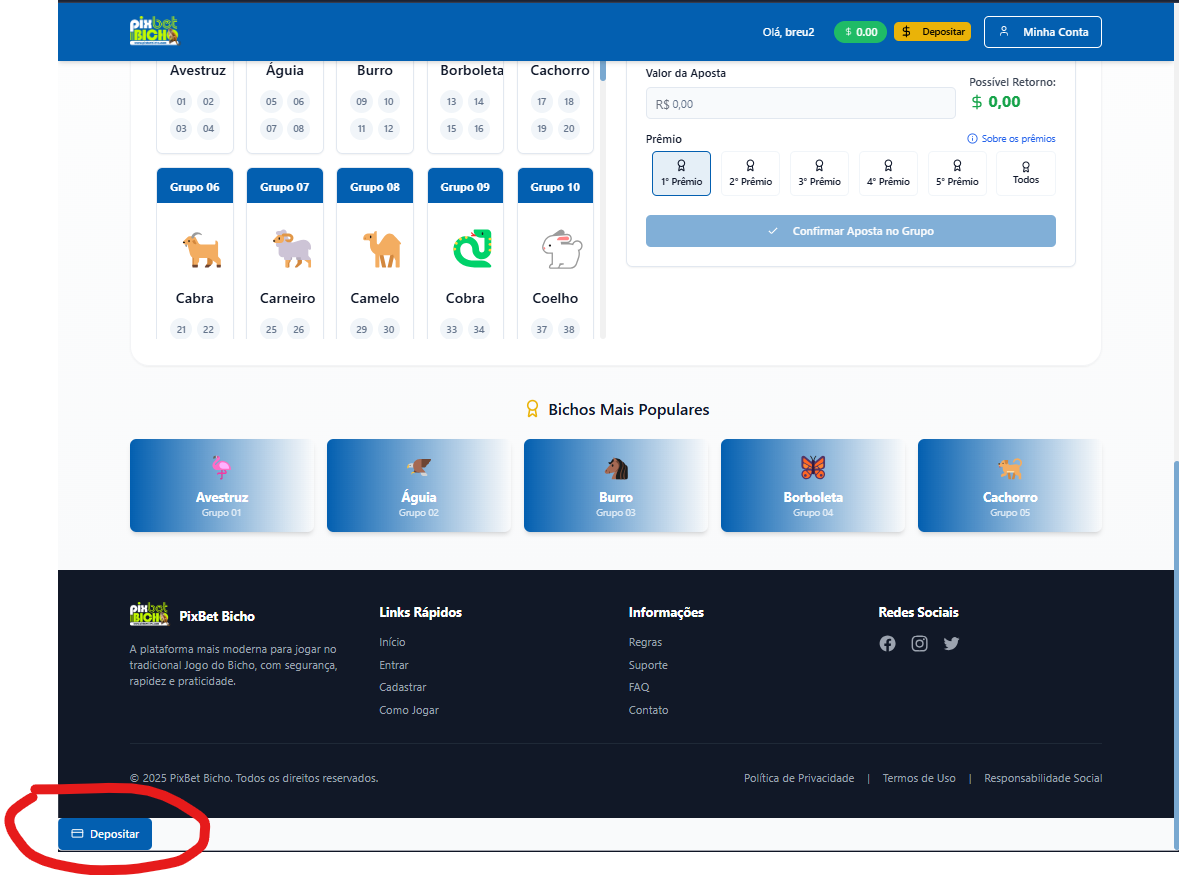 pixbet
BICHO
Olá, breu2
$ 0.00
$ Depositar
Minha Conta
Avestruz
Águia
Burro
Borboleta
Cachorro
01 02
05 06
09 10
13 14
17 18
03 04
07 08
11 12
15 16
19 20
Grupo 06
Grupo 07
Grupo 08
Grupo 09
Grupo 10
Cabra
Carneiro
Camelo
Cobra
Coelho
21 22
25 26
29 30
33 34
37 38
Valor da Aposta
Possível Retorno:
R$ 0,00
$ 0,00
Prêmio
Sobre os prêmios
1° Prêmio
2° Prêmio
3° Prêmio
4° Prêmio
5° Prêmio
Todos
Confirmar Aposta no Grupo
Bichos Mais Populares
Avestruz
Grupo 01
Águia
Grupo 02
Burro
Grupo 03
Borboleta
Grupo 04
Cachorro
Grupo 05
pixbet
BICHO
PixBet Bicho
A plataforma mais moderna para jogar no
tradicional Jogo do Bicho, com segurança,
rapidez e praticidade.
Links Rápidos
Início
Entrar
Cadastrar
Como Jogar
Informações
Regras
Suporte
FAQ
Contato
Redes Sociais
© 2025 PixBet Bicho. Todos os direitos reservados.
Política de Privacidade | Termos de Uso | Responsabilidade Social
Depositar